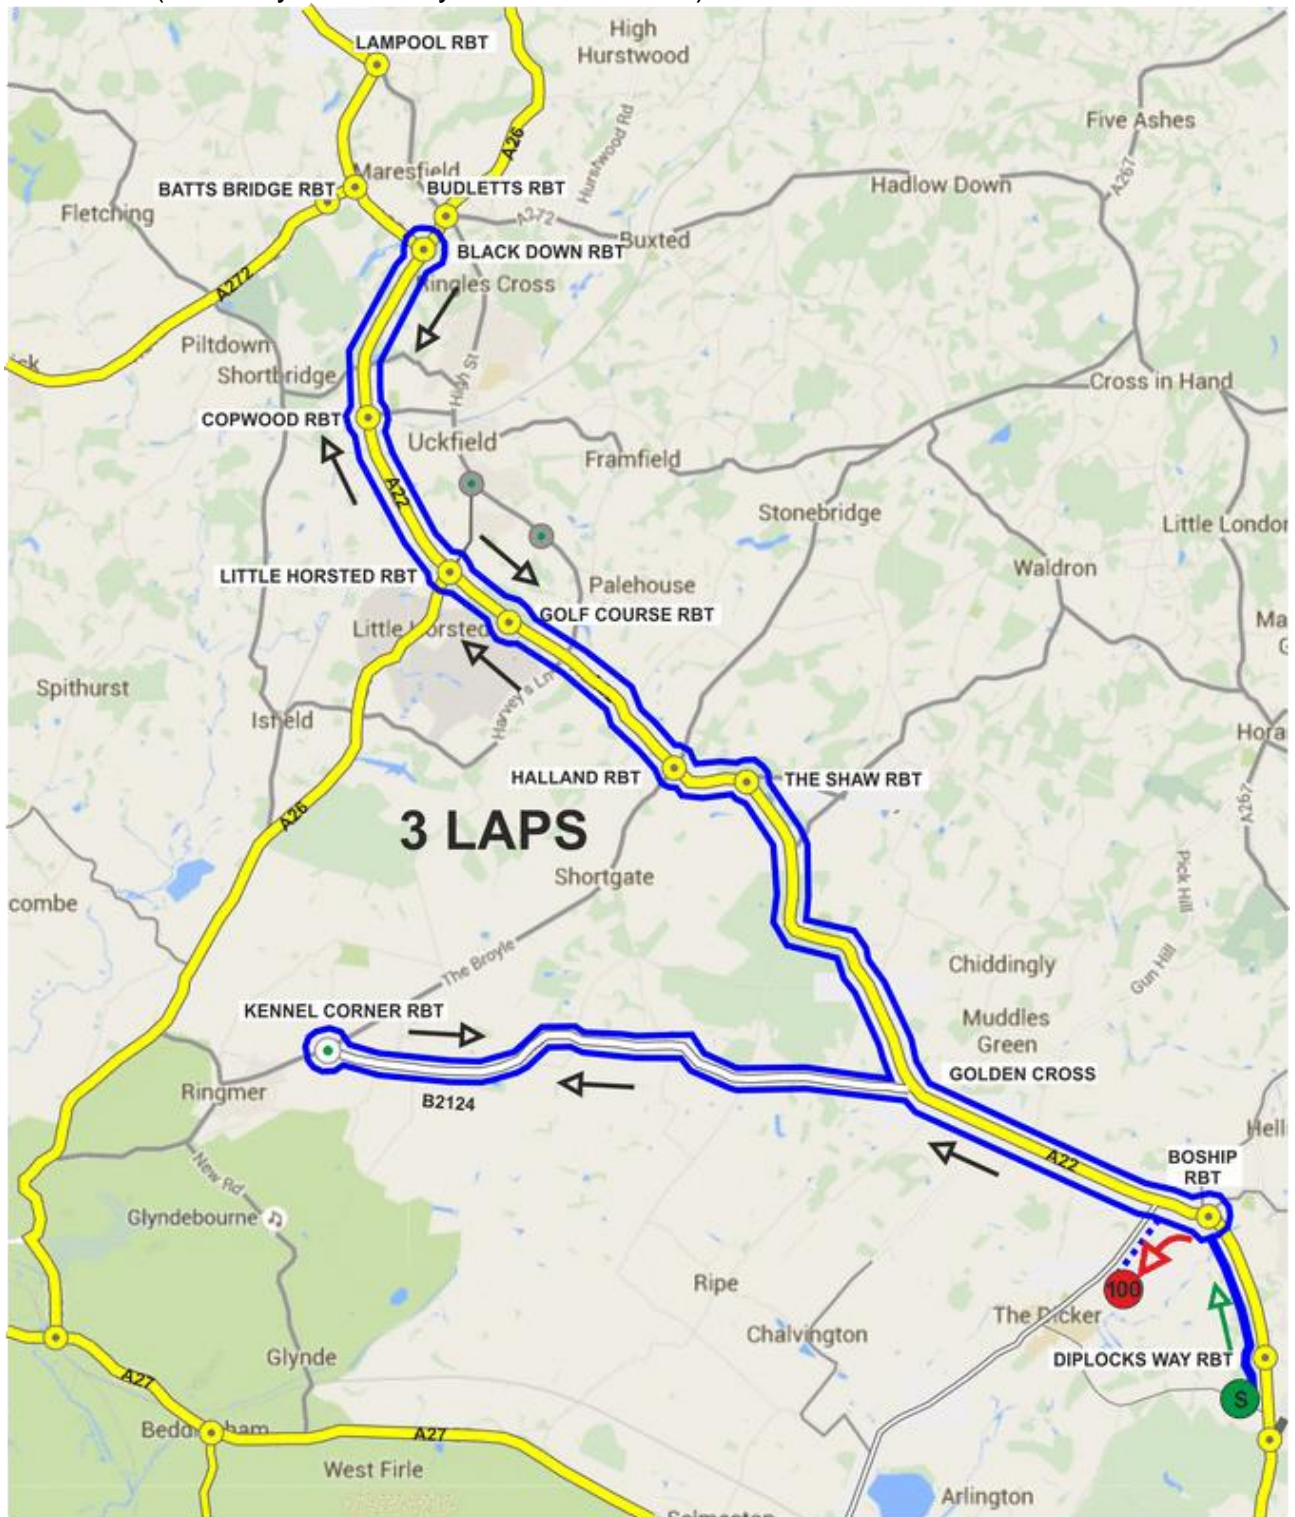 LAMPOOL RBT
High
Hurstwood
A26
Hurstwood Rd
Five Ashes
A267
Maresfield
BATTS BRIDGE RBT
BUDLETTS RBT
Hadlow Down
Fletching
A272
Buxted
BLACK DOWN RBT
A272
Ringles Cross
Piltdown
Shortbridge
High St
Cross in Hand
COPWOOD RBT
Uckfield
Framfield
A22
Stonebridge
Little London
Waldron
LITTLE HORSTED RBT
Palehouse
GOLF COURSE RBT
Little Horsted
Spithurst
Harvey's Ln
Isfield
HALLAND RBT
THE SHAW RBT
A26
A267
3 LAPS
Shortgate
Pick Hill
combe
The Broyle
Chiddingly
Gun Hill
KENNEL CORNER RBT
Muddles
Green
GOLDEN CROSS
Ringmer
B2124
Hell
BOSHIP
RBT
A22
New Rd
Glyndebourne
Ripe
100
The Dicker
Chalvington
Glynde
DIPLOCKS WAY RBT
A27
S
A27
West Firle
Arlington